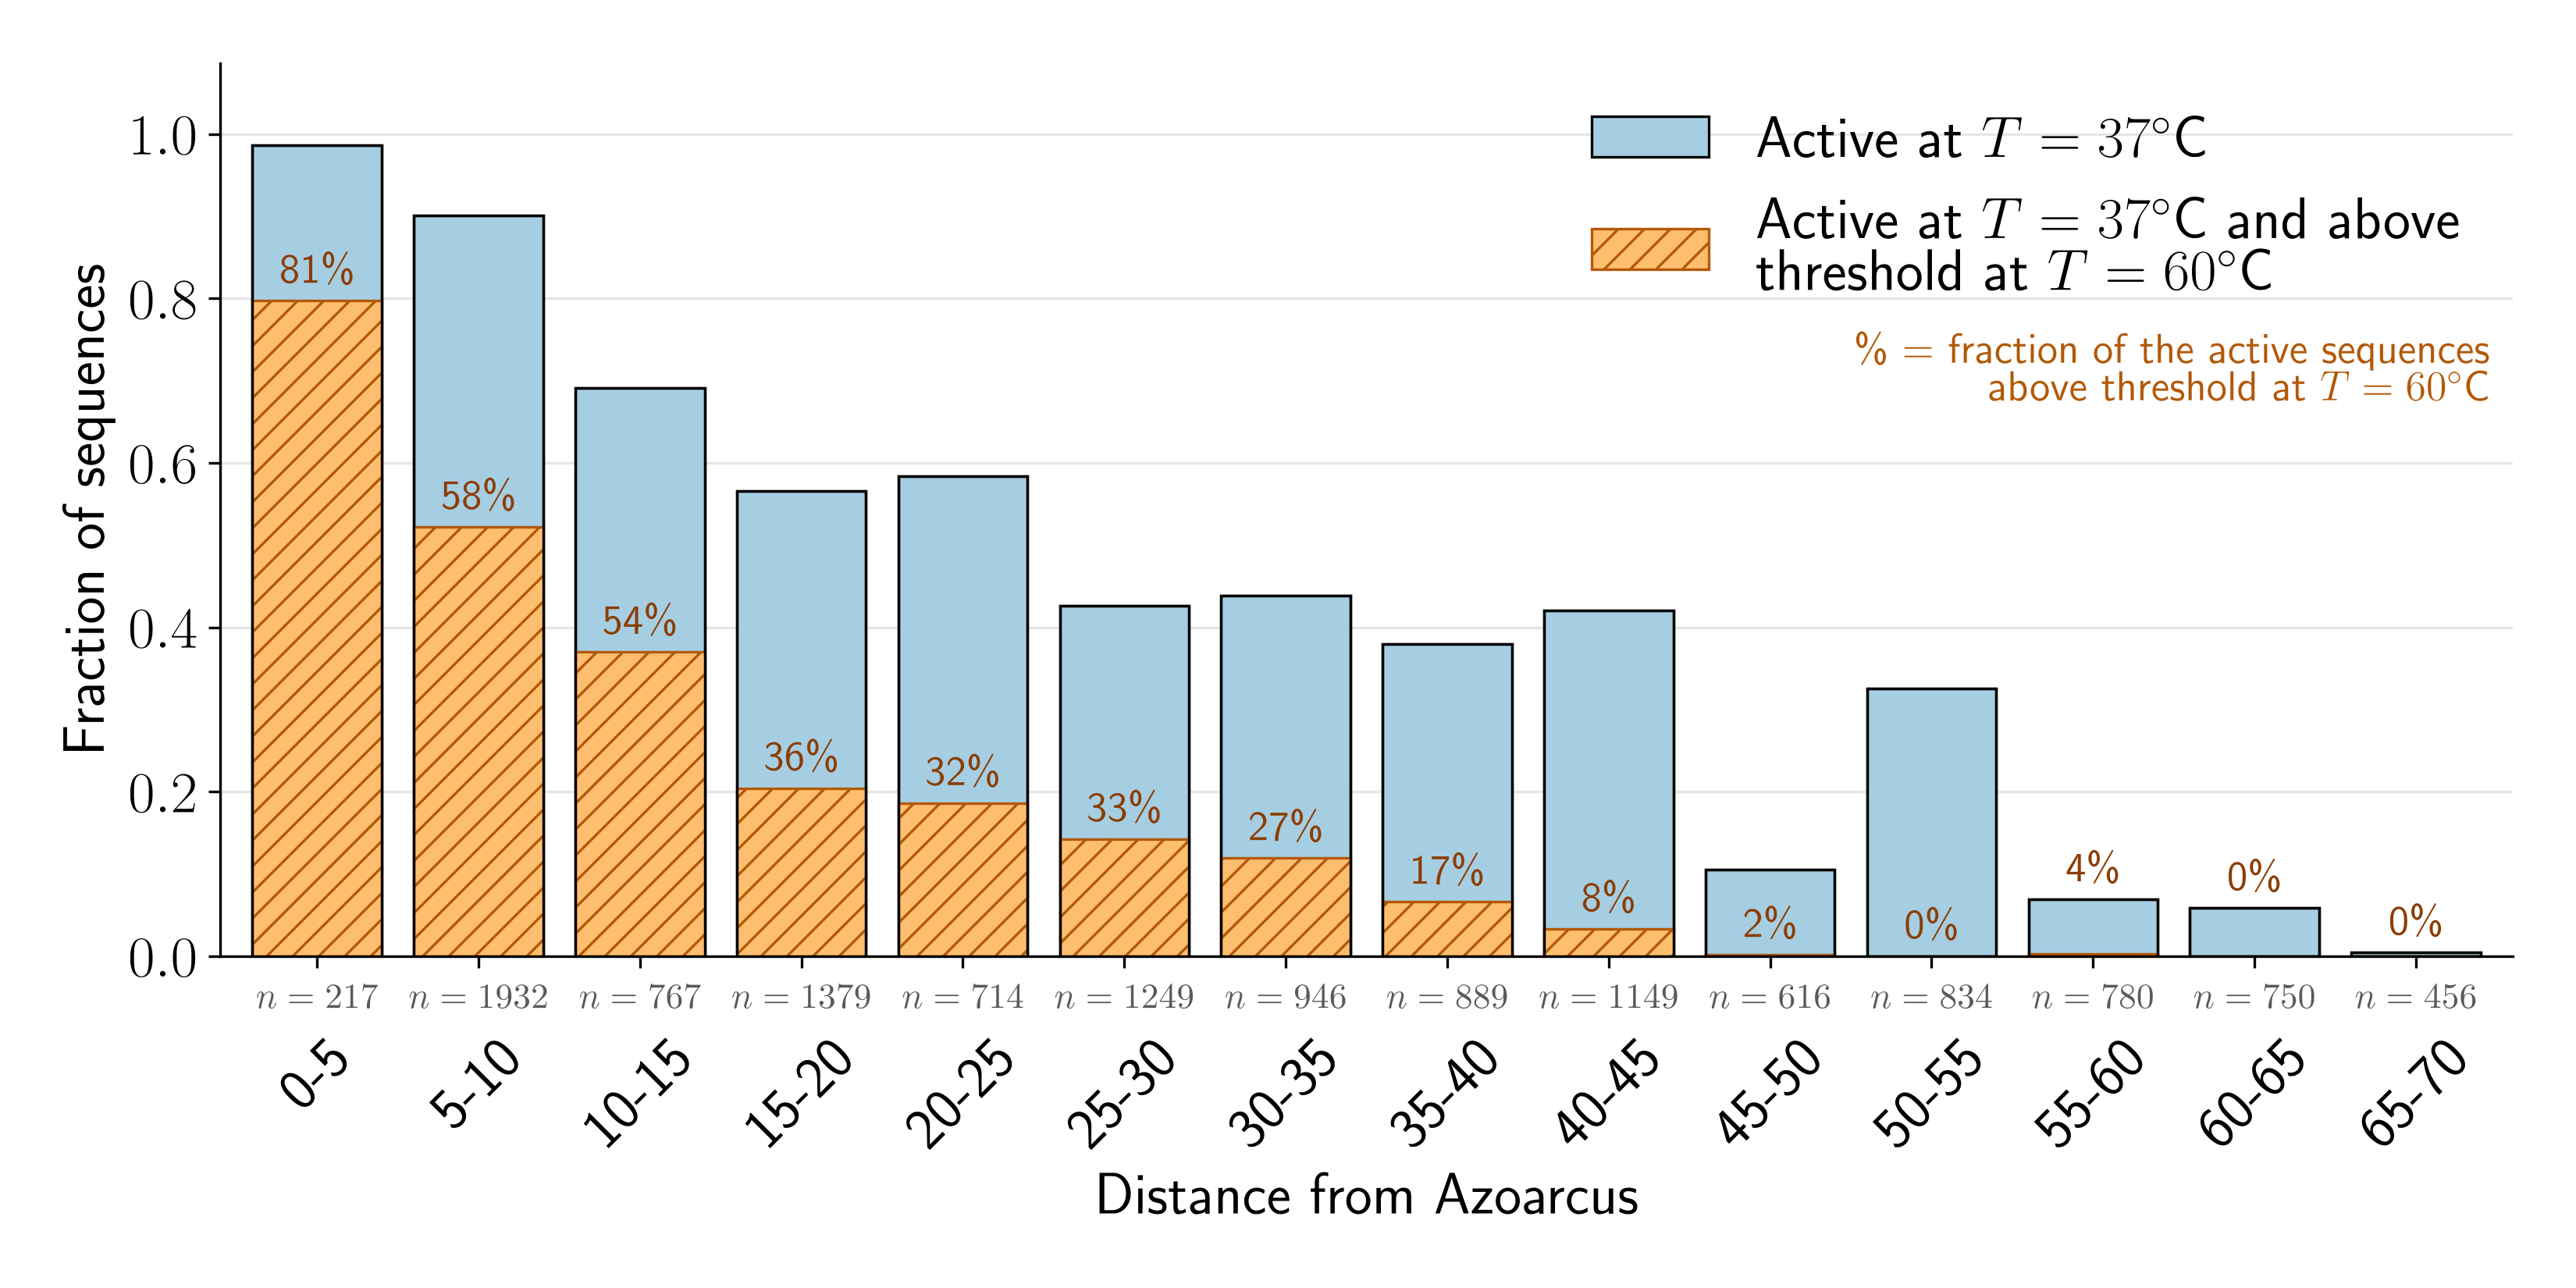 Fraction of sequences
1.0
0.8
0.6
0.4
0.2
0.0
Active at T = 37°C
Active at T = 37°C and above
threshold at T = 60°C
% = fraction of the active sequences
above threshold at T = 60°C
81%
58%
54%
36%
32%
33%
27%
17%
8%
2%
0%
4%
0%
0%
n = 217
n = 1932
n = 767
n = 1379
n = 714
n = 1249
n = 946
n = 889
n = 1149
n = 616
n = 834
n = 780
n = 750
n = 456
0-5
5-10
10-15
15-20
20-25
25-30
30-35
35-40
40-45
45-50
50-55
55-60
60-65
65-70
Distance from Azoarcus